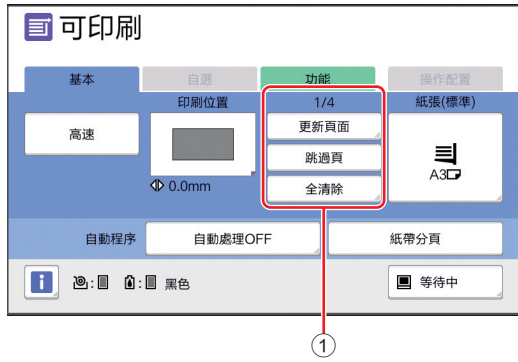 可印刷
基本 自選 功能 操作配置
印刷位置 1/4 紙張(標準)
高速 更新頁面
跳過頁
A3
0.0mm 全清除
自動程序 自動處理OFF 紙帶分頁
i : : 黑色 等待中
1